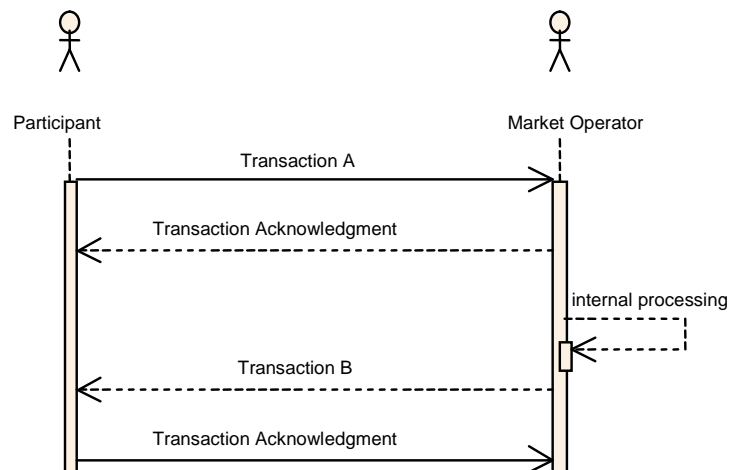 Participant
Market Operator
Transaction A
Transaction Acknowledgment
internal processing
Transaction B
Transaction Acknowledgment